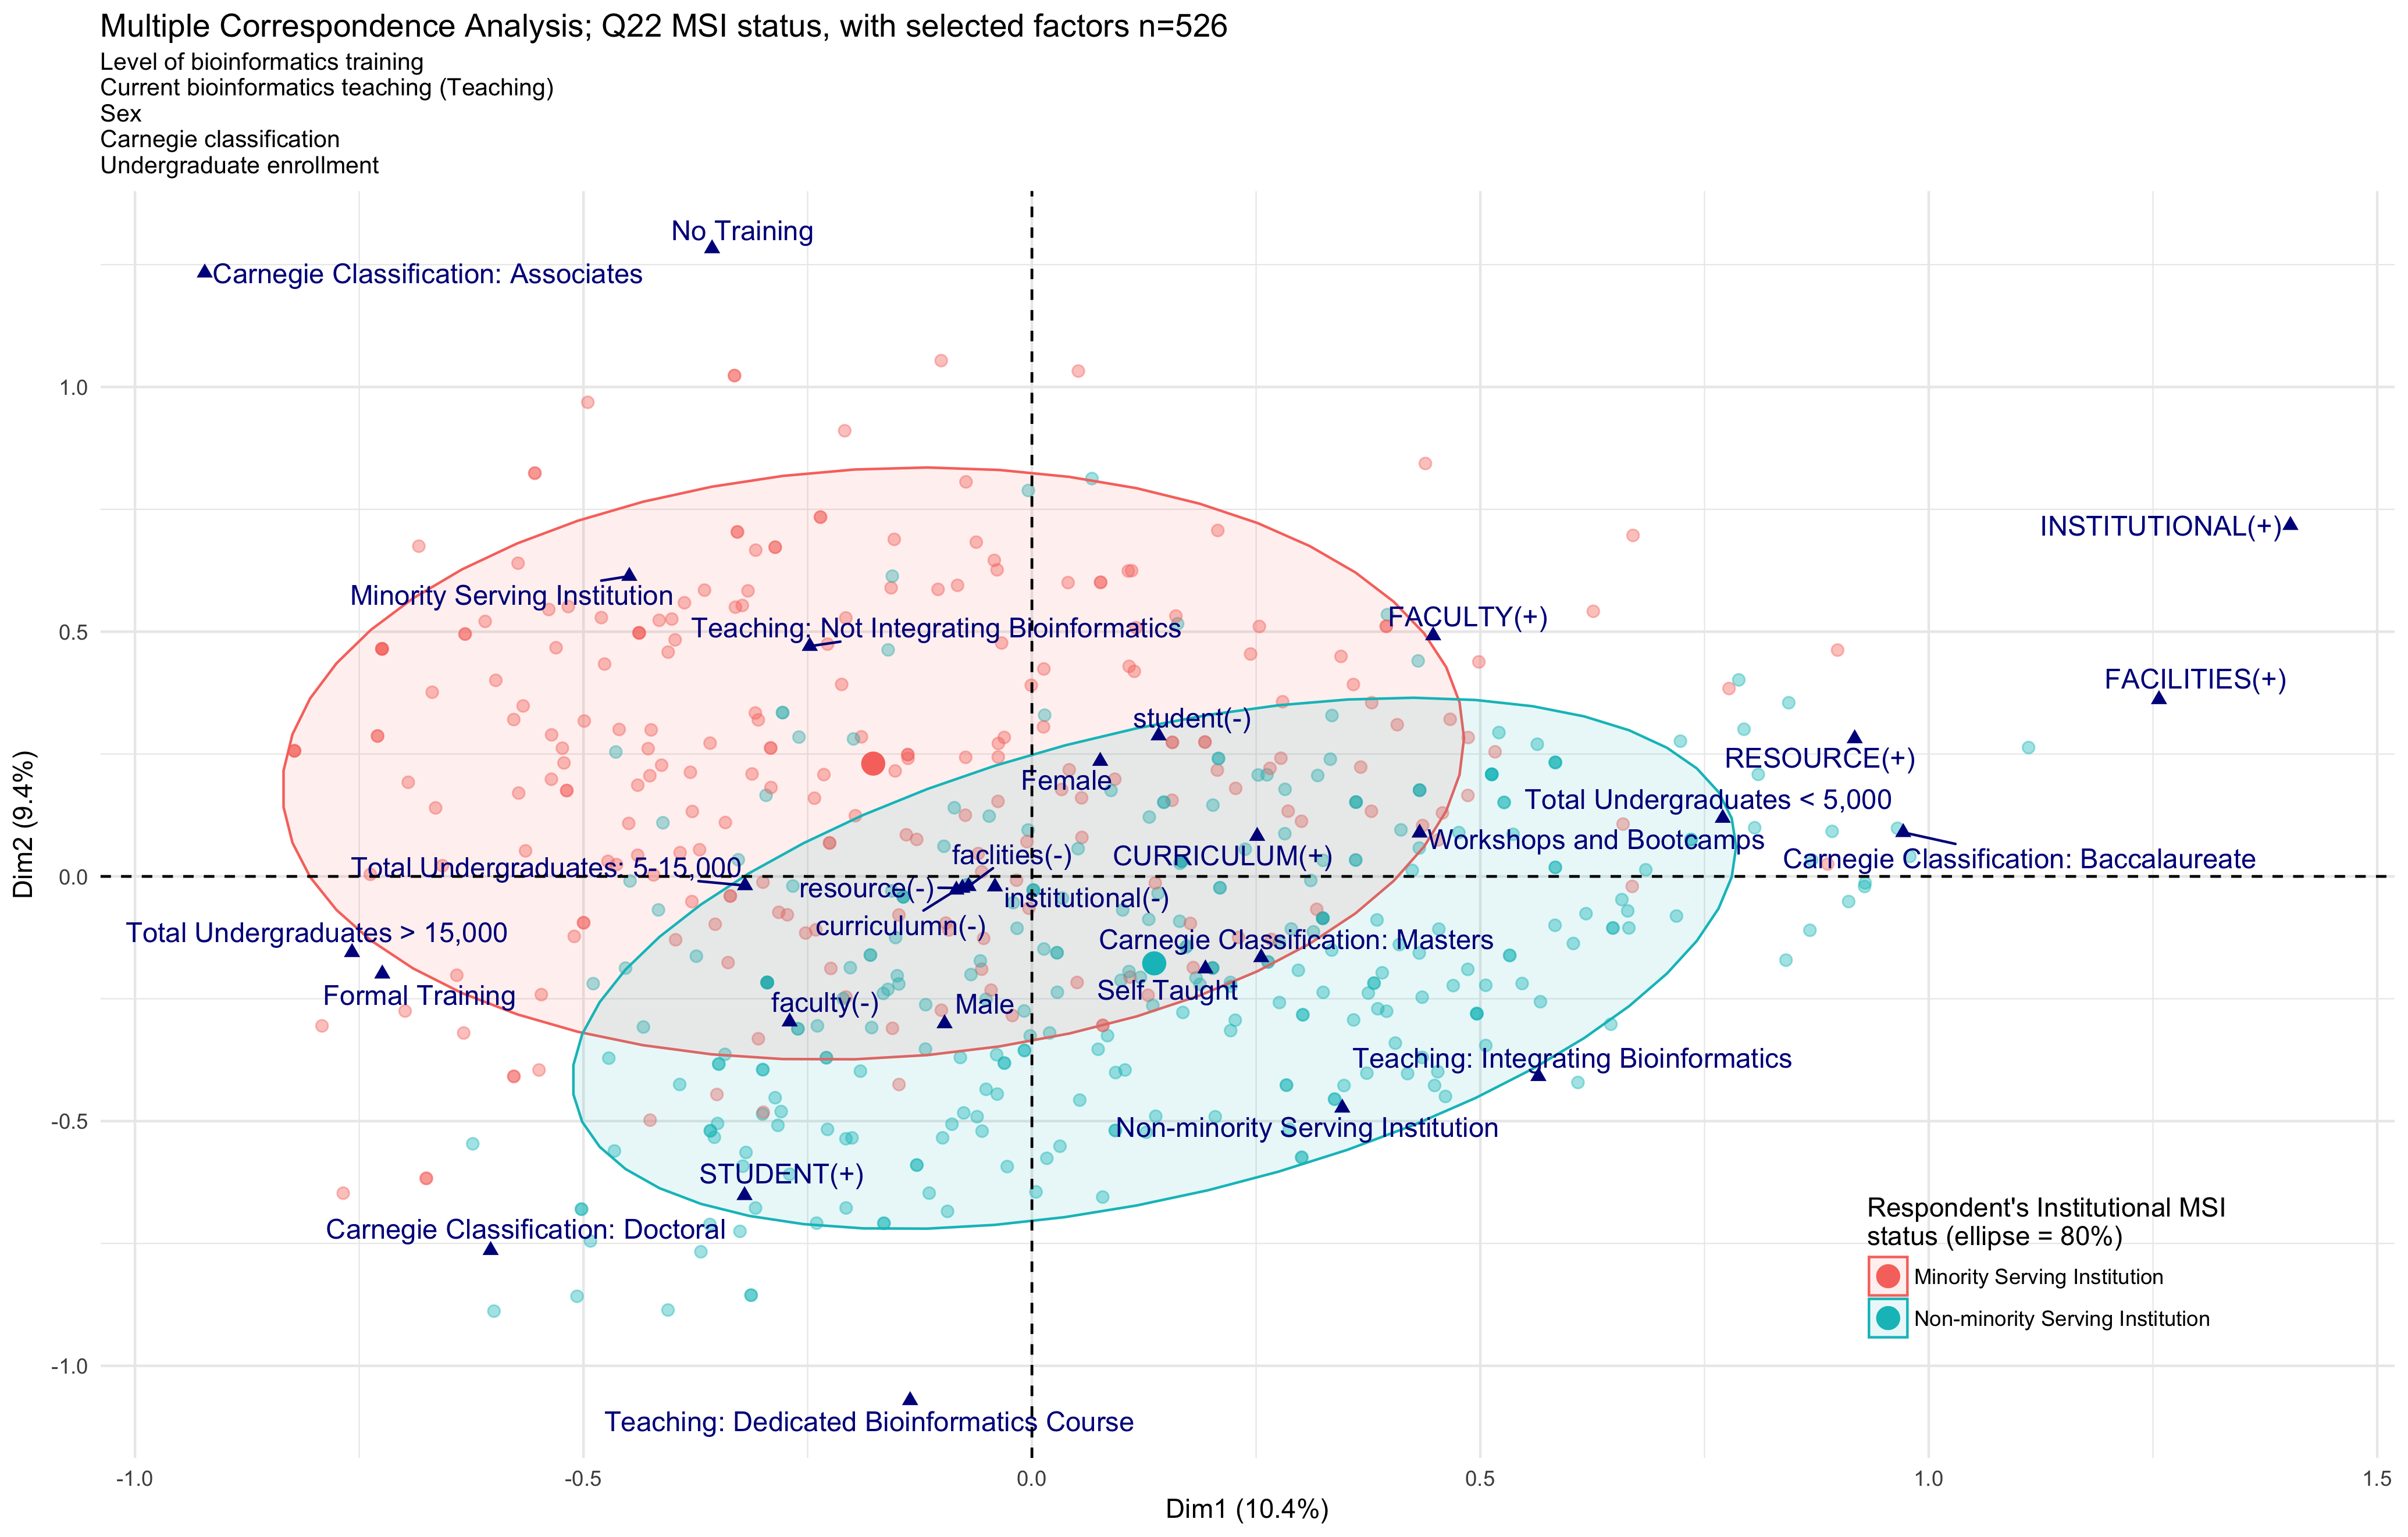 Multiple Correspondence Analysis; Q22 MSI status, with selected factors n=526
Level of bioinformatics training
Current bioinformatics teaching (Teaching)
Sex
Carnegie classification
Undergraduate enrollment
No Training
Carnegie Classification: Associates
1.0
INSTITUTIONAL(+)
Minority Serving Institution
FACULTY(+)
Teaching: Not Integrating Bioinformatics
0.5
FACILITIES(+)
student(-)
RESOURCE(+)
Female
Total Undergraduates < 5,000
Workshops and Bootcamps
faclities(-)
CURRICULUM(+)
Carnegie Classification: Baccalaureate
Total Undergraduates: 5-15,000
0.0
resource(-)
institutional(-)
curriculumn(-)
Total Undergraduates > 15,000
Carnegie Classification: Masters
Formal Training
Self Taught
faculty(-)
Male
Teaching: Integrating Bioinformatics
-0.5
Non-minority Serving Institution
STUDENT(+)
Carnegie Classification: Doctoral
Respondent's Institutional MSI
status (ellipse = 80%)
Minority Serving Institution
Non-minority Serving Institution
-1.0
Teaching: Dedicated Bioinformatics Course
Dim2 (9.4%)
-1.0 -0.5 0.0 0.5 1.0 1.5
Dim1 (10.4%)